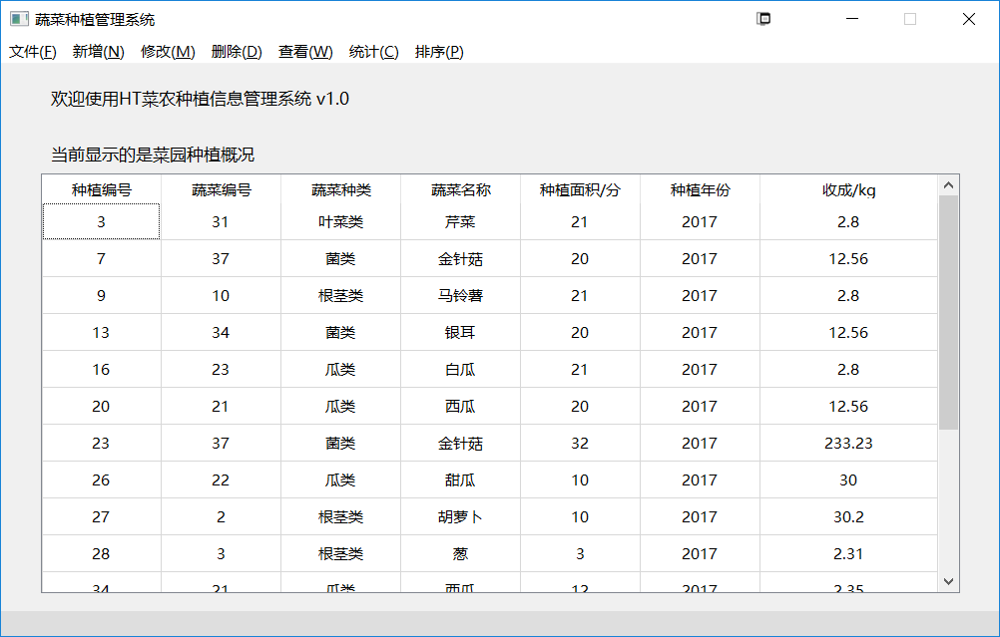 蔬菜种植管理系统
文件(F) 新增(N) 修改(M) 删除(D) 查看(W) 统计(C) 排序(P)
欢迎使用HT菜农种植信息管理系统 v1.0
当前显示的是菜园种植概况
种植编号 蔬菜编号 蔬菜种类 蔬菜名称 种植面积/分 种植年份 收成/kg
3 31 叶菜类 芹菜 21 2017 2.8
7 37 菌类 金针菇 20 2017 12.56
9 10 根茎类 马铃薯 21 2017 2.8
13 34 菌类 银耳 20 2017 12.56
16 23 瓜类 白瓜 21 2017 2.8
20 21 瓜类 西瓜 20 2017 12.56
23 37 菌类 金针菇 32 2017 233.23
26 22 瓜类 甜瓜 10 2017 30
27 2 根茎类 胡萝卜 10 2017 30.2
28 3 根茎类 葱 3 2017 2.31
34 21 瓜类 西瓜 12 2017 2.35